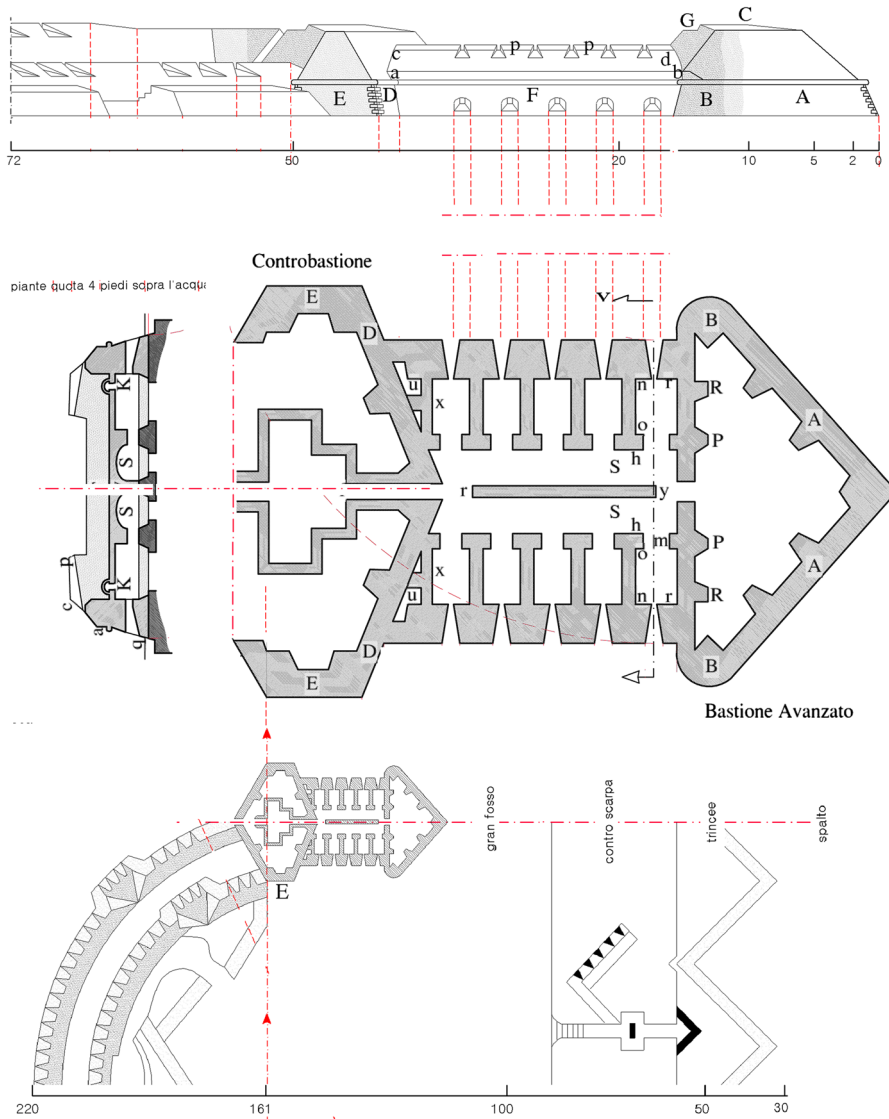 G C
c p p d
a b
E D F B A
72 50 20 10 5 2 0
Controbastione
piante quota 4 piedi sopra l'acqua
v
E
D
B
u n r
x R
K o A
P
h
S S
r y
S S
h m P
o
K x A
p u n r R
c
a D
q E B
Bastione Avanzato
gran fosso
contro scarpa
trincee
spalto
E
220 161 100 50 30